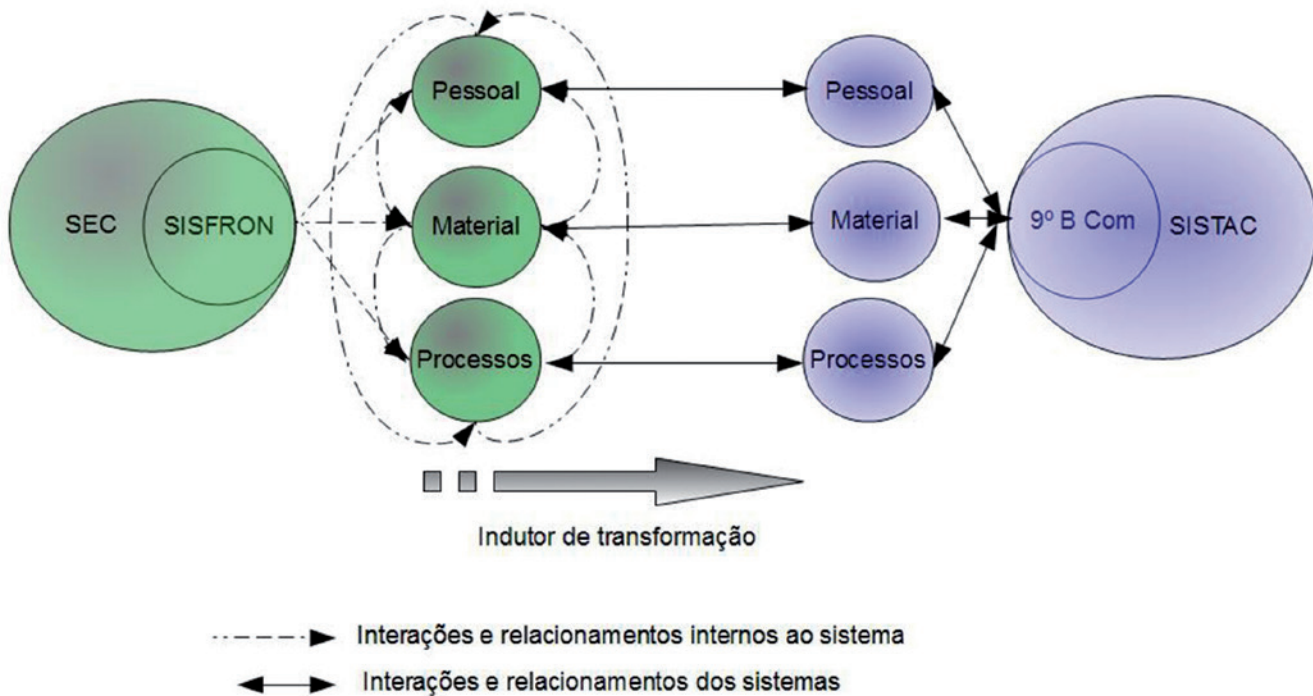 Pessoal
Pessoal
SEC
SISFRON
Material
Material
9º B Com
SISTAC
Processos
Processos
Indutor de transformação
Interações e relacionamentos internos ao sistema
Interações e relacionamentos dos sistemas